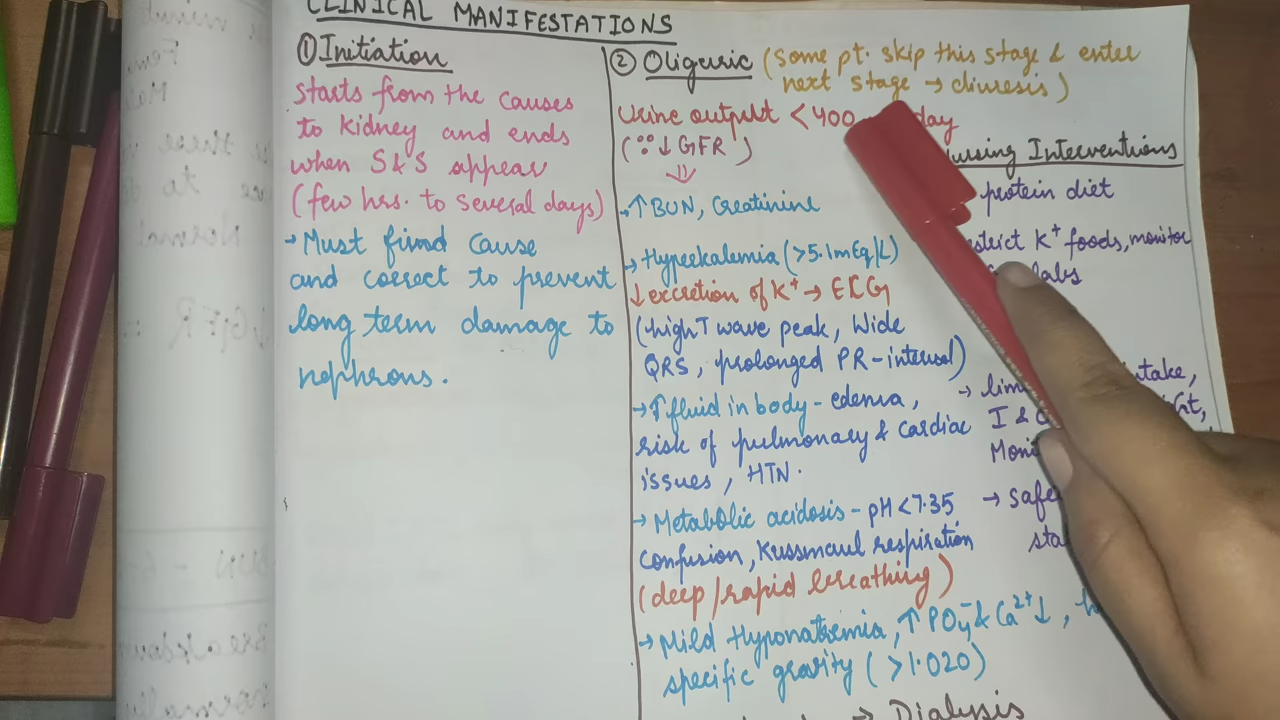 CLINICAL MANIFESTATIONS
① Initiation
Starts from the causes
to kidney and ends
when S&S appear
(few hrs. to several days)
→ Must find cause
and correct to prevent
long term damage to
nephrons.
② Oliguric (Some pt. skip this stage & enter
next stage → diuresis)
Urine output <400 day
(∵ ↓GFR)
⇓
→ ↑BUN, Creatinine
→ Hyperkalemia (>5.1mEq/L)
↓ excretion of K⁺ → ECG
(high T wave peak, Wide
QRS, prolonged PR-interval)
→ ↑fluid in body - edema,
risk of pulmonary & cardiac
issues, HTN.
→ Metabolic acidosis - pH <7.35
confusion, Kussmaul respiration
(deep/rapid breathing)
→ Mild Hyponatremia, ↑PO₄⁻ & Ca²⁺↓,
specific gravity (>1.020)
→ Dialysis
Interventions
protein diet
K⁺ foods, monitor
labs
→
I &
→